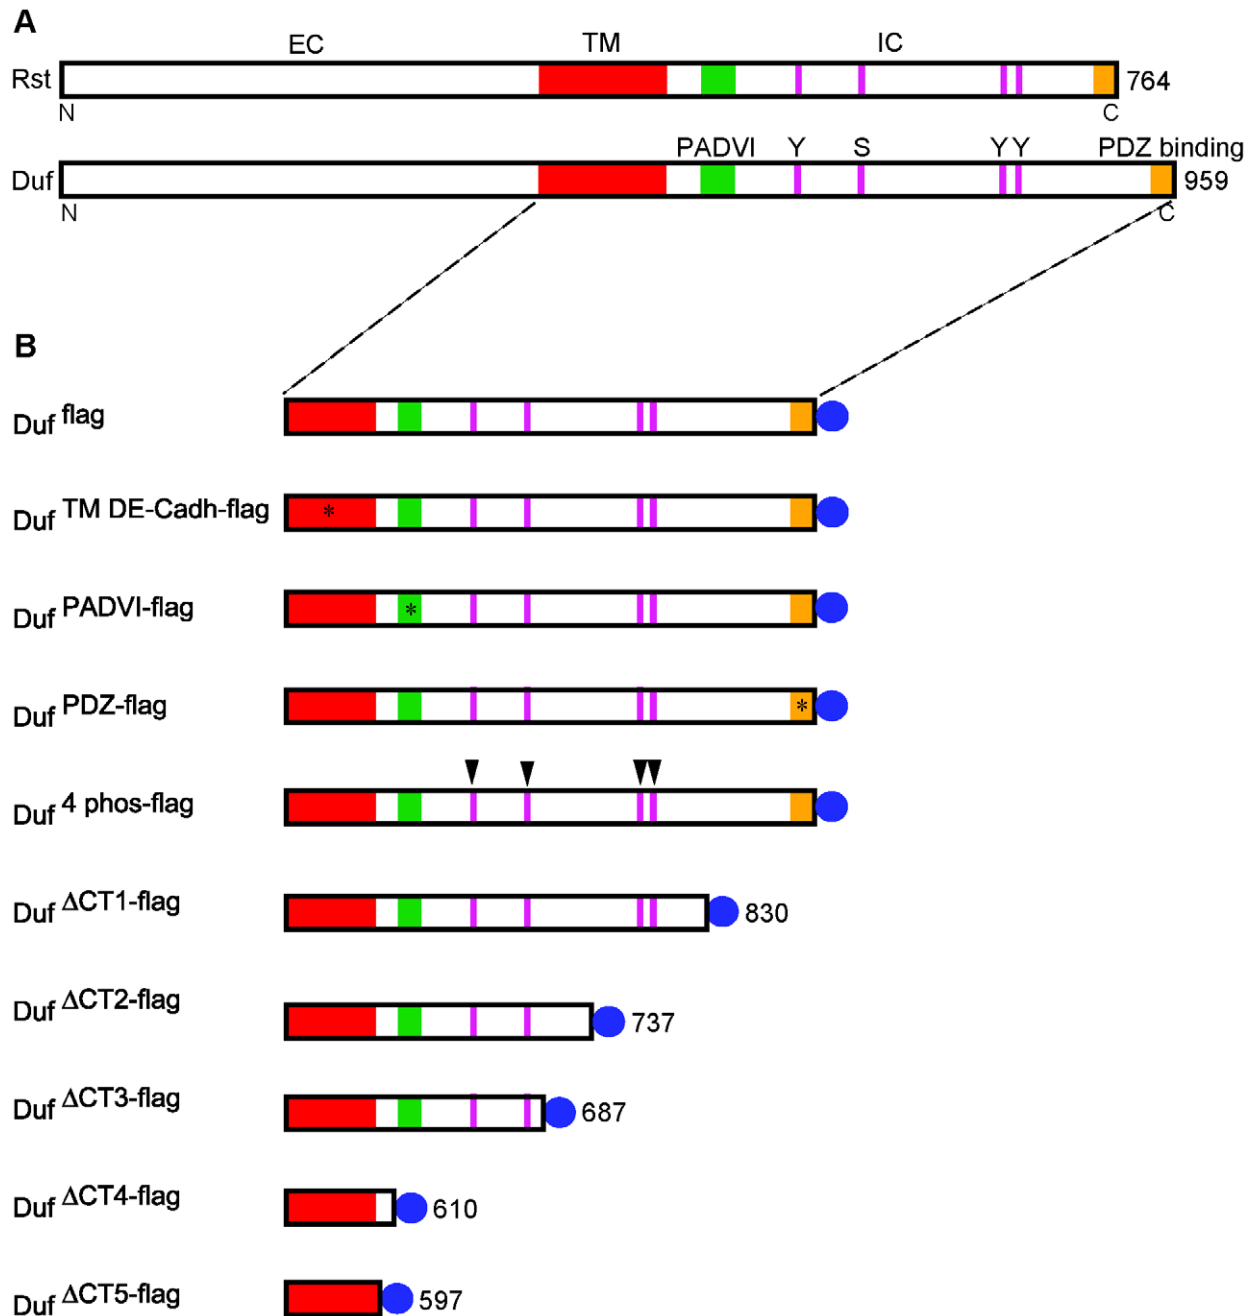 A
EC TM IC
Rst 764
N C
PADVI Y S Y Y PDZ binding
Duf 959
N C
B
Duf flag
Duf TM DE-Cadh-flag
*
Duf PADVI-flag
*
Duf PDZ-flag
*
Duf 4 phos-flag
Duf ΔCT1-flag 830
Duf ΔCT2-flag 737
Duf ΔCT3-flag 687
Duf ΔCT4-flag 610
Duf ΔCT5-flag 597